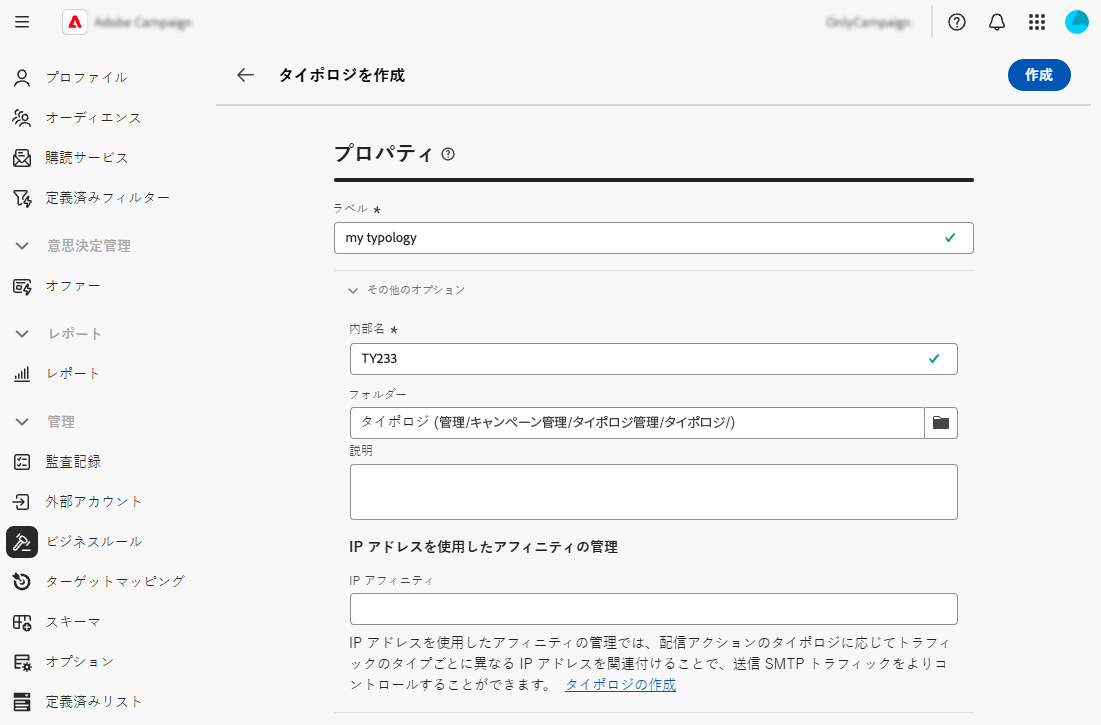 Adobe Campaign
OnlyCampaign
タイポロジを作成
作成
プロファイル
オーディエンス
購読サービス
定義済みフィルター
意思決定管理
オファー
レポート
レポート
管理
監査記録
外部アカウント
ビジネスルール
ターゲットマッピング
スキーマ
オプション
定義済みリスト
プロパティ
ラベル *
my typology
その他のオプション
内部名 *
TY233
フォルダー
タイポロジ (管理/キャンペーン管理/タイポロジ管理/タイポロジ/)
説明
IP アドレスを使用したアフィニティの管理
IP アフィニティ
IP アドレスを使用したアフィニティの管理では、配信アクションのタイポロジに応じてトラフィ
ックのタイプごとに異なる IP アドレスを関連付けることで、送信 SMTP トラフィックをよりコ
ントロールすることができます。 タイポロジの作成